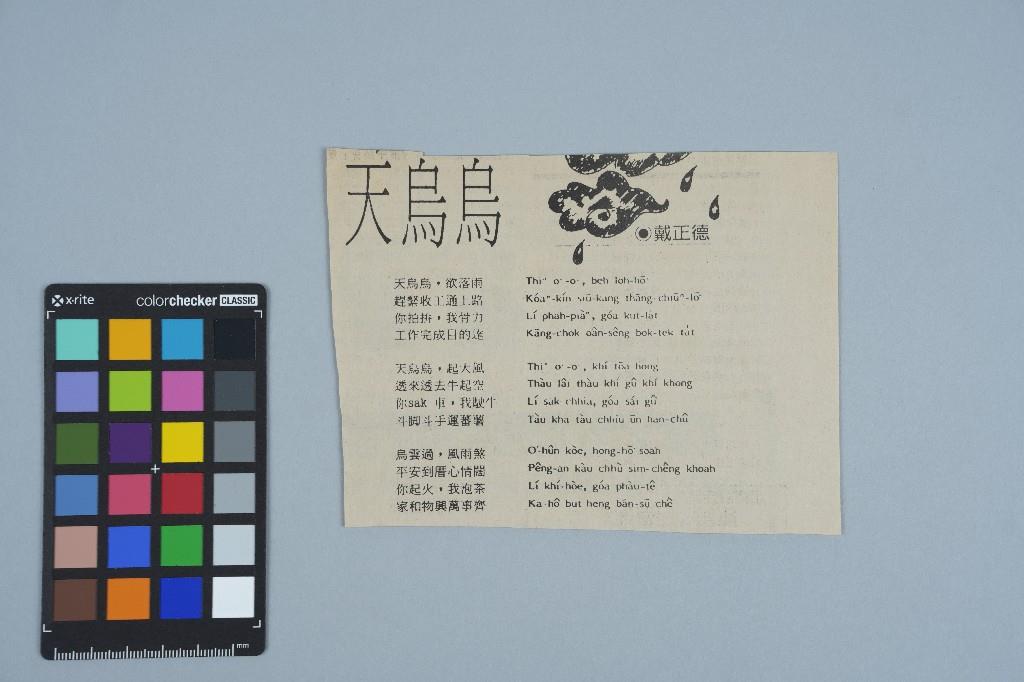 天烏烏
戴正德
天烏烏，欲落雨
趕緊收工通上路
你拍拚，我骨力
工作完成目的達
天烏烏，起大風
透來透去牛起空
你sak 車，我駛牛
斗腳斗手運蕃薯
烏雲過，風雨煞
平安到厝心情闊
你起火，我泡茶
家和物興萬事齊
Thiⁿ o͘-o͘, beh lo̍h-hō͘
Kóaⁿ-kín siū-kang thāng-chiūⁿ-lō͘
Lí phah-piàⁿ, góa kut-la̍t
Kāng-chok oân-sêng bo̍k-tek ta̍t
Thiⁿ o͘-o͘, khí tōa hong
Thàu lâi thàu khì gû khí khong
Lí sak chhia, góa sái gû
Tàu kha tàu chhiú ūn han-chû
O͘-hûn kòe, hong-hō͘ soah
Pêng-an kàu chhù sim-chêng khoah
Lí khí-hòe, góa phàu-tê
Ka-hô but heng bān-sū chê
x-rite
colorchecker CLASSIC
mm